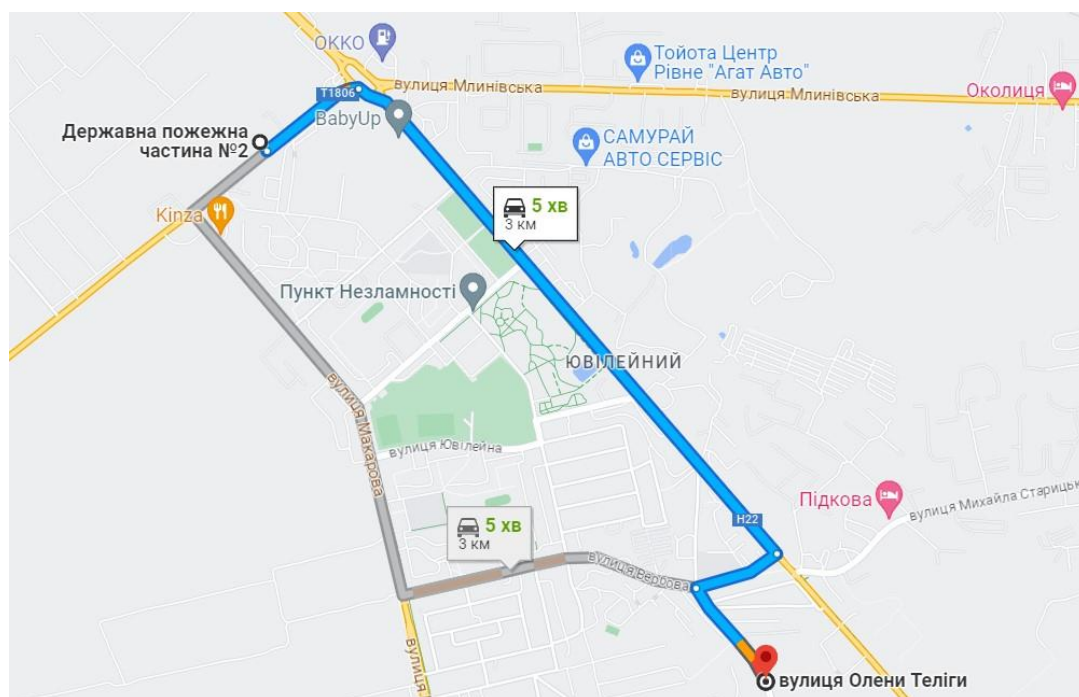 ОККО
вулиця Млинівська
Тойота Центр
Рівне "Агат Авто"
вулиця Млинівська
Околиця
Т1806
BabyUp
Державна пожежна
частина №2
САМУРАЙ
АВТО СЕРВІС
Kinza
5 хв
3 км
Пункт Незламності
ЮВІЛЕЙНИЙ
вулиця Макарова
вулиця Ювілейна
Підкова
вулиця Михайла Стариць
Н22
5 хв
3 км
вулиця Вербова
вулиця
вулиця Олени Теліги